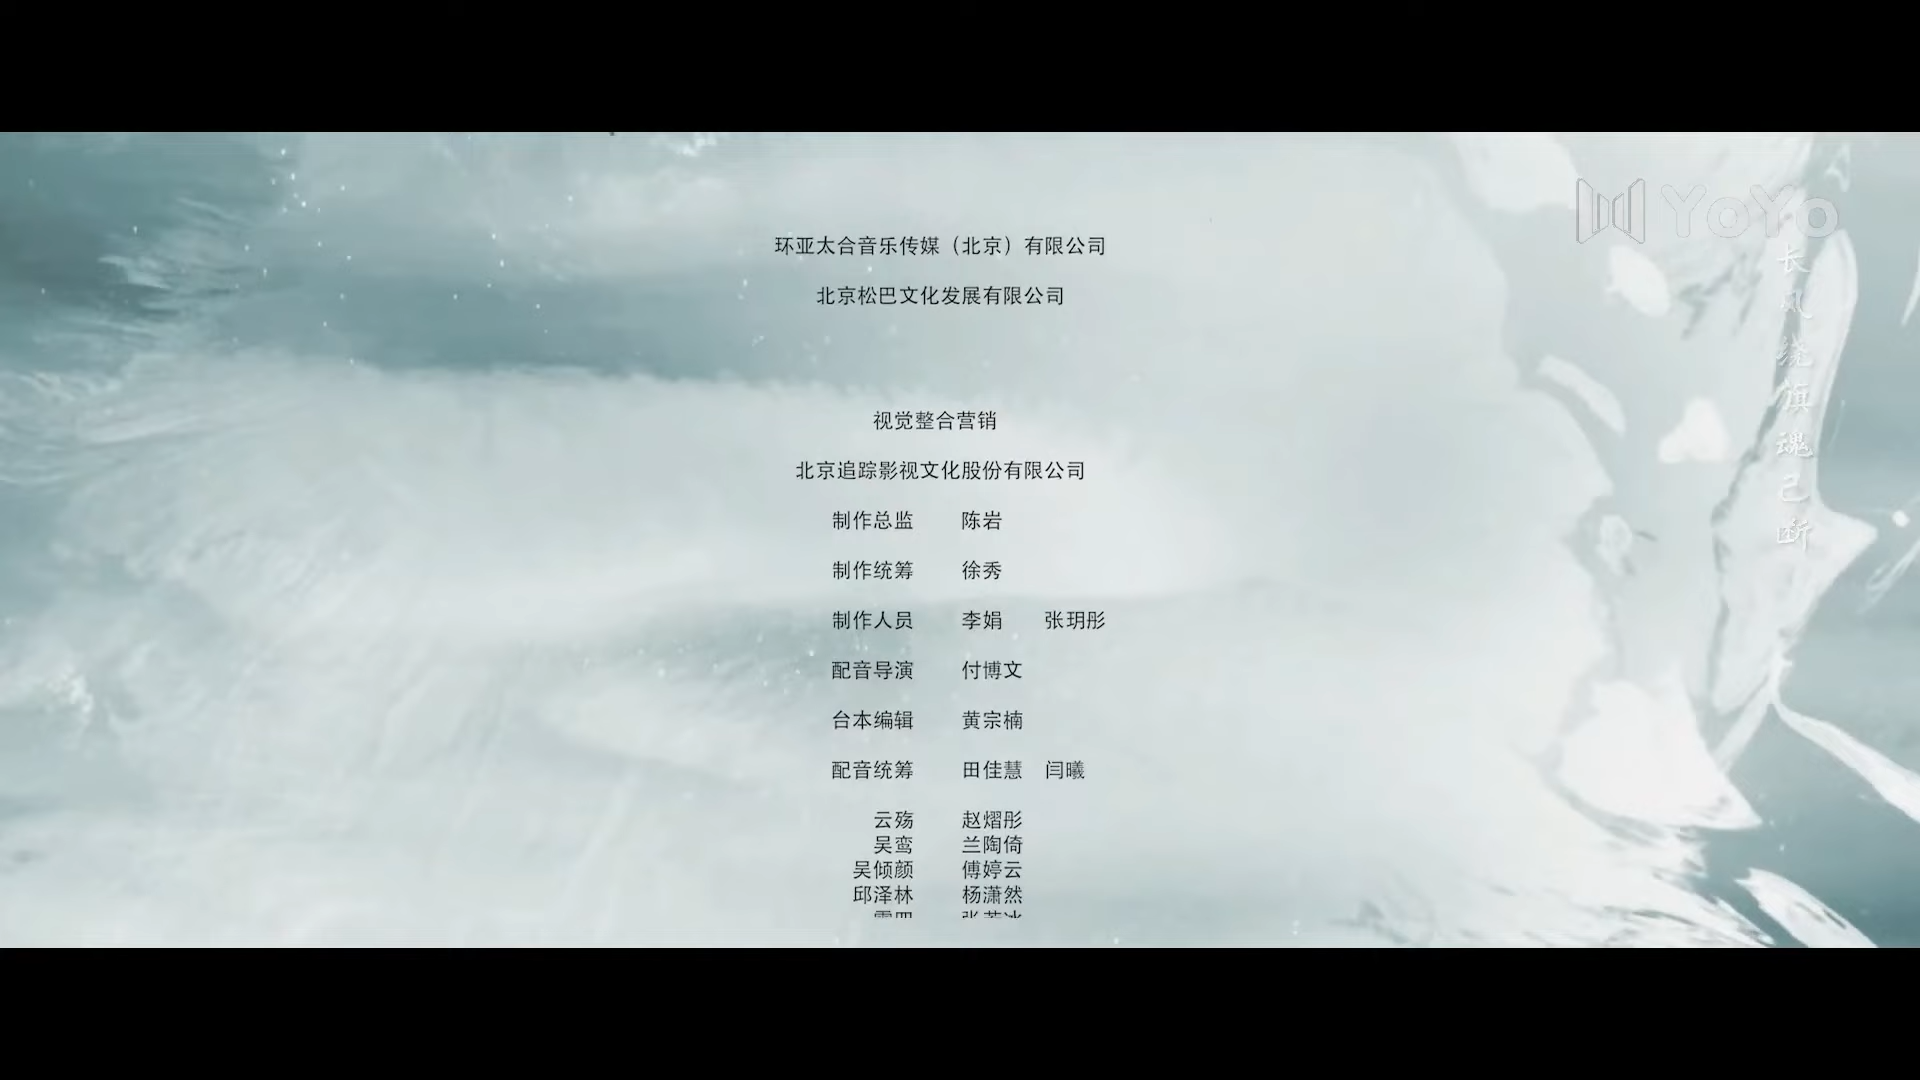 环亚太合音乐传媒（北京）有限公司
北京松巴文化发展有限公司
视觉整合营销
北京追踪影视文化股份有限公司
制作总监 陈岩
制作统筹 徐秀
制作人员 李娟 张玥彤
配音导演 付博文
台本编辑 黄宗楠
配音统筹 田佳慧 闫曦
云殇 赵熠彤
吴鸾 兰陶倚
吴倾颜 傅婷云
邱泽林 杨潇然
YoYo
长风绕旗魂已断